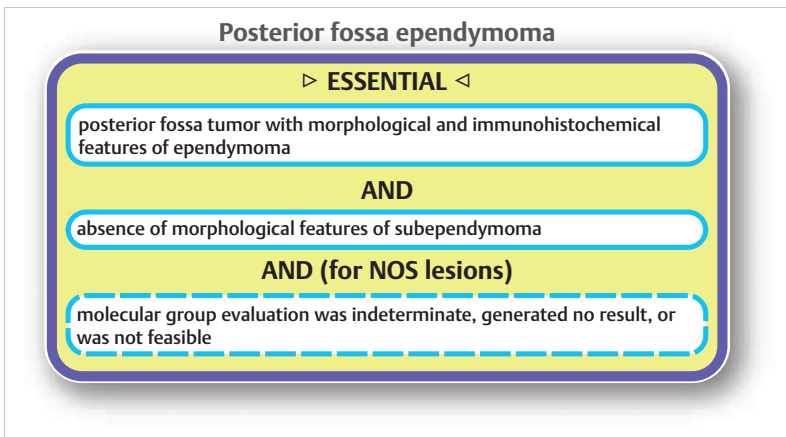 Posterior fossa ependymoma
▷ ESSENTIAL ◁
posterior fossa tumor with morphological and immunohistochemical
features of ependymoma
AND
absence of morphological features of subependymoma
AND (for NOS lesions)
molecular group evaluation was indeterminate, generated no result, or
was not feasible